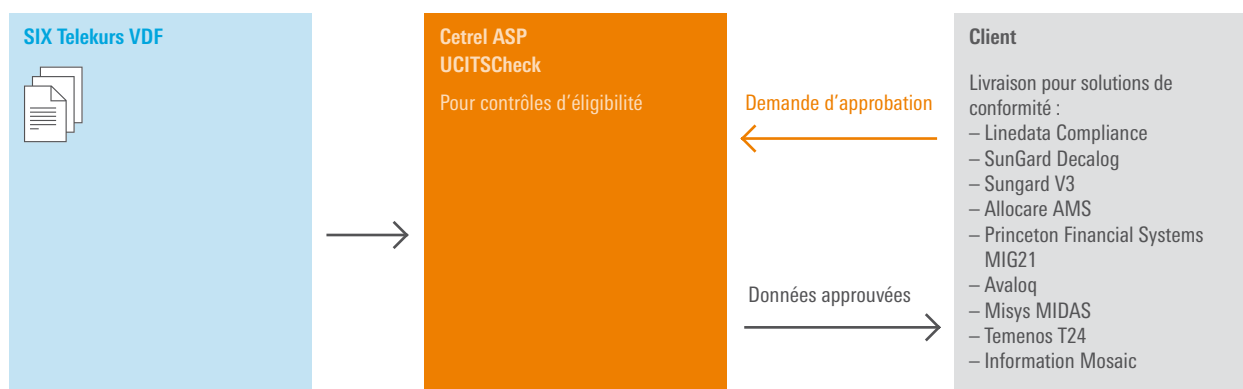 SIX Telekurs VDF
Cetrel ASP
UCITSCheck
Pour contrôles d’éligibilité
Demande d’approbation
Données approuvées
Client
Livraison pour solutions de
conformité :
– Linedata Compliance
– SunGard Decalog
– Sungard V3
– Allocare AMS
– Princeton Financial Systems
MIG21
– Avaloq
– Misys MIDAS
– Temenos T24
– Information Mosaic